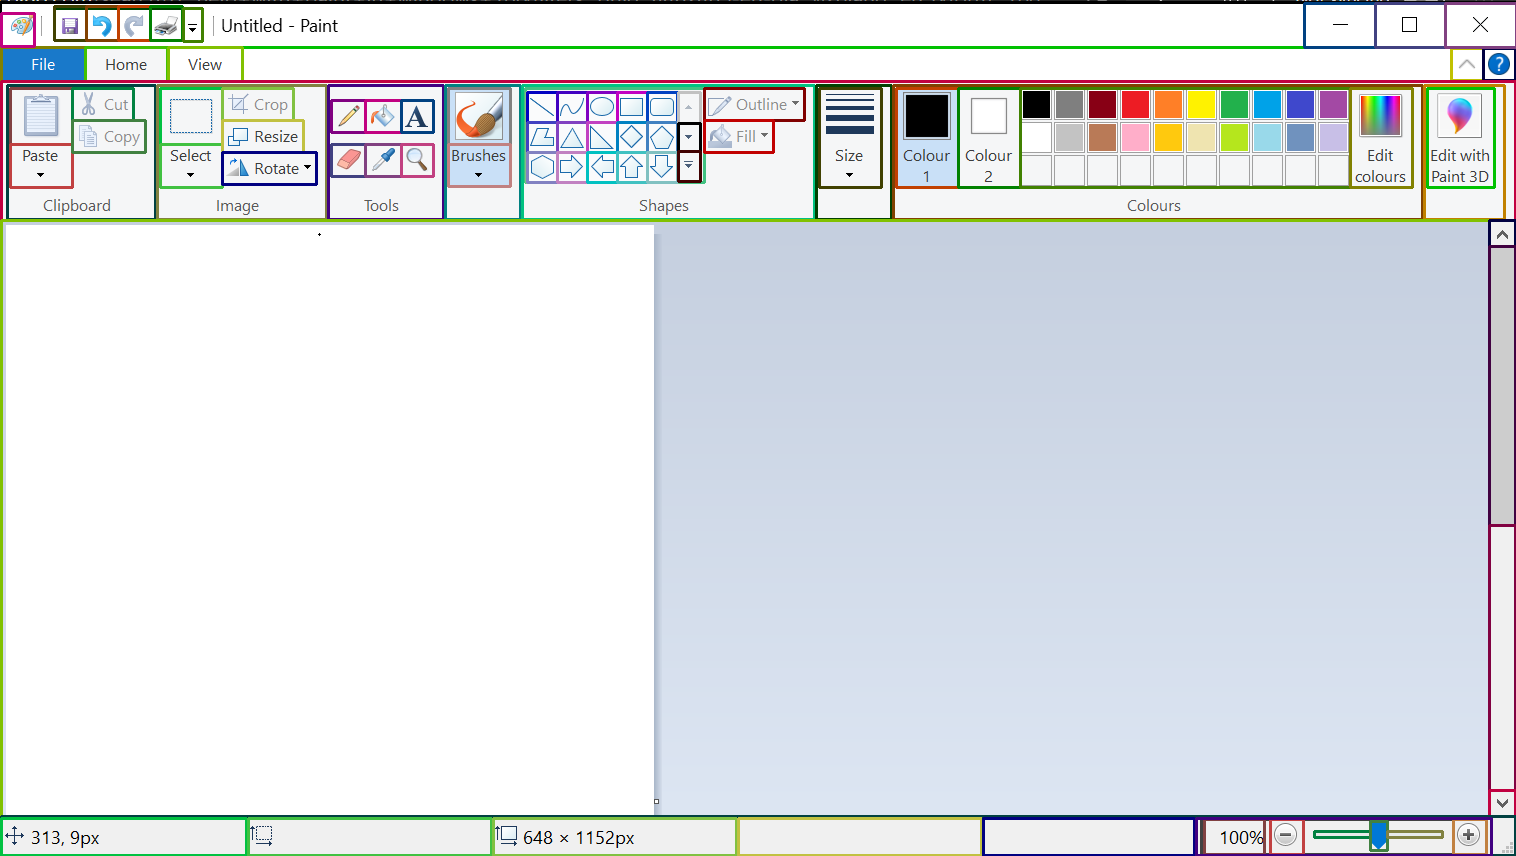 Untitled - Paint
File Home View
Cut Crop Outline
Copy Resize Fill
Paste Select Rotate Brushes Size Colour 1 Colour 2 Edit colours Edit with Paint 3D
Clipboard Image Tools Shapes Colours
313, 9px 648 × 1152px 100%